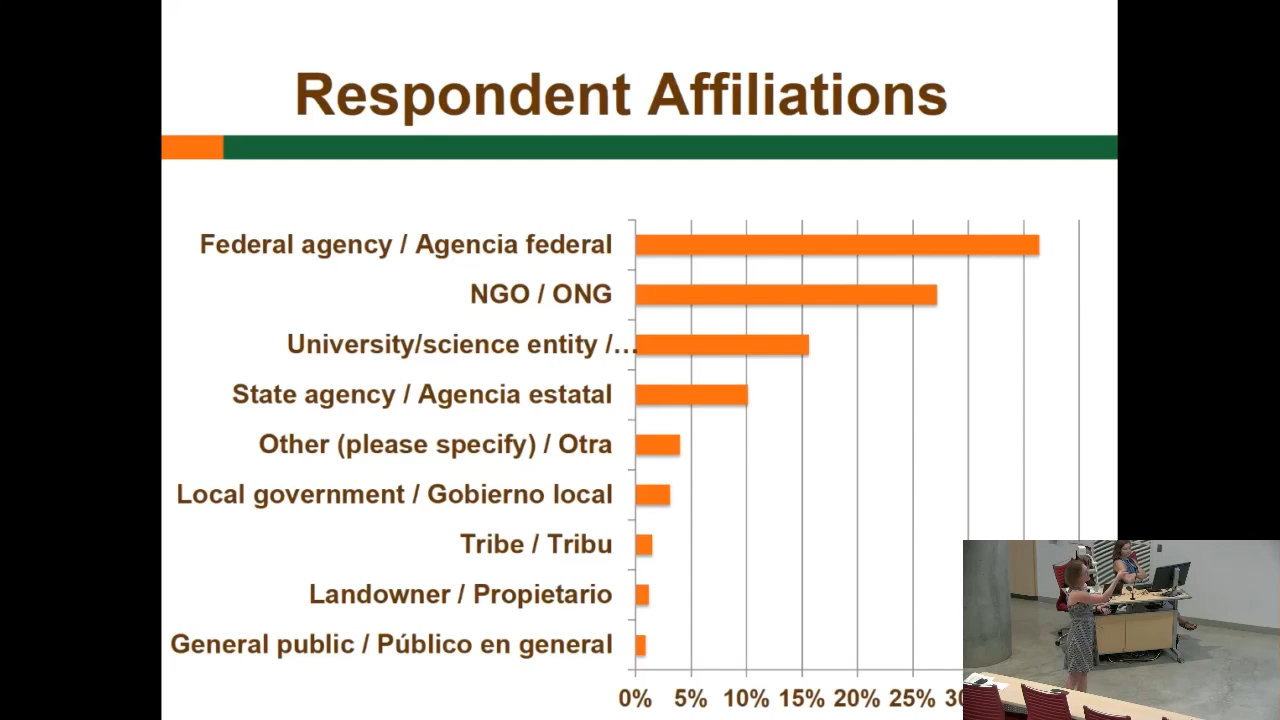 Respondent Affiliations
Federal agency / Agencia federal
NGO / ONG
University/science entity /…
State agency / Agencia estatal
Other (please specify) / Otra
Local government / Gobierno local
Tribe / Tribu
Landowner / Propietario
General public / Público en general
0% 5% 10% 15% 20% 25%